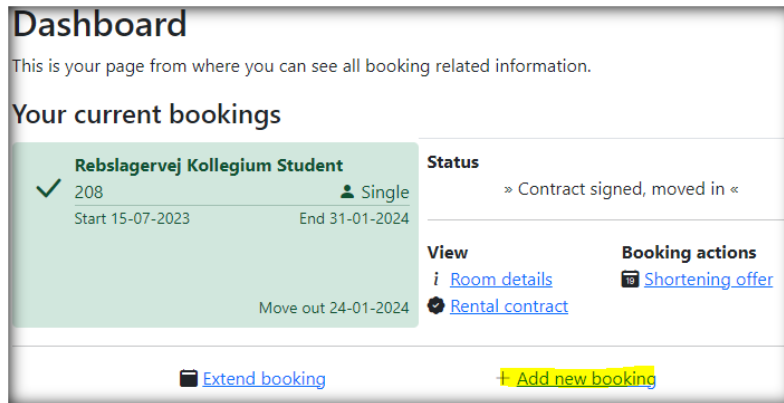 Dashboard
This is your page from where you can see all booking related information.
Your current bookings
Rebslagervej Kollegium Student
208 Single
Start 15-07-2023 End 31-01-2024
Move out 24-01-2024
Status
» Contract signed, moved in «
View
i Room details
Rental contract
Booking actions
19 Shortening offer
Extend booking
+ Add new booking